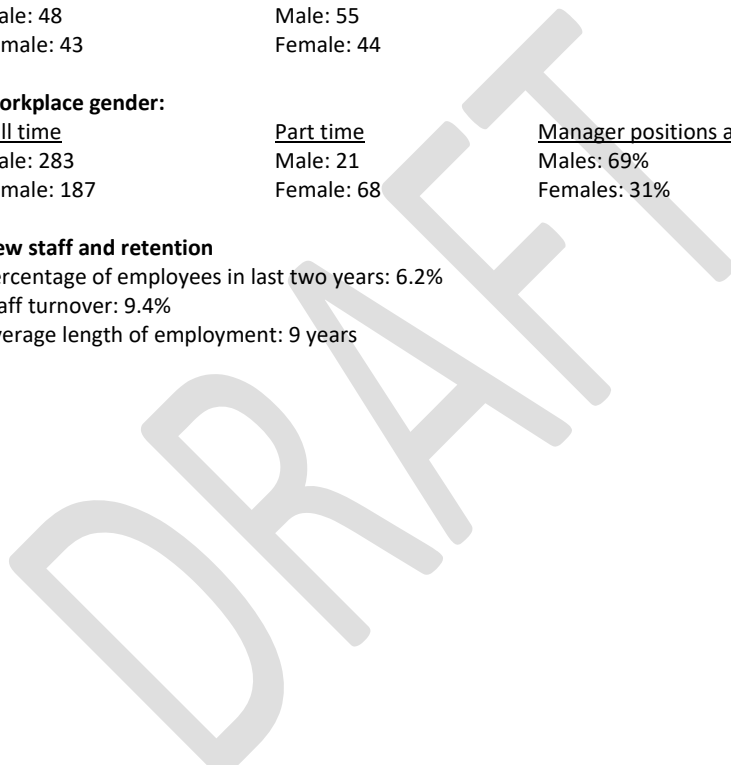 ale: 48 Male: 55
male: 43 Female: 44
orkplace gender:
ll time Part time Manager positions a
ale: 283 Male: 21 Males: 69%
male: 187 Female: 68 Females: 31%
ew staff and retention
ercentage of employees in last two years: 6.2%
aff turnover: 9.4%
verage length of employment: 9 years
DRAFT